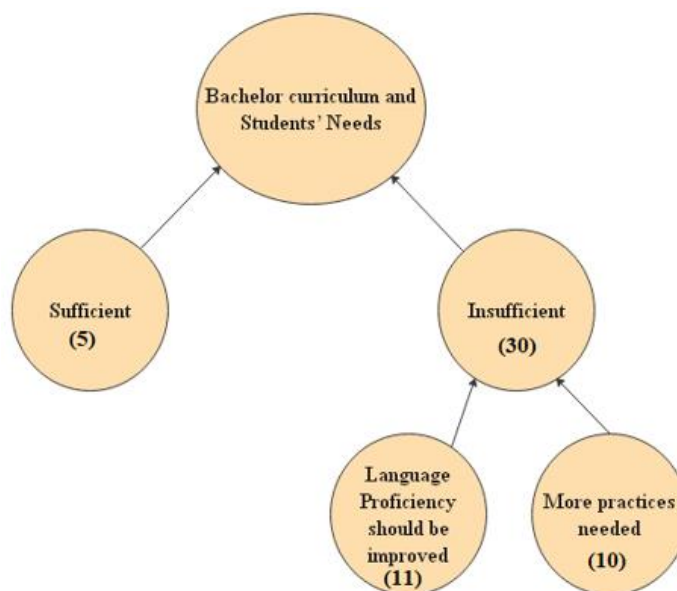 Bachelor curriculum and
Students' Needs
Sufficient
(5)
Insufficient
(30)
Language
Proficiency
should be
improved
(11)
More practices
needed
(10)